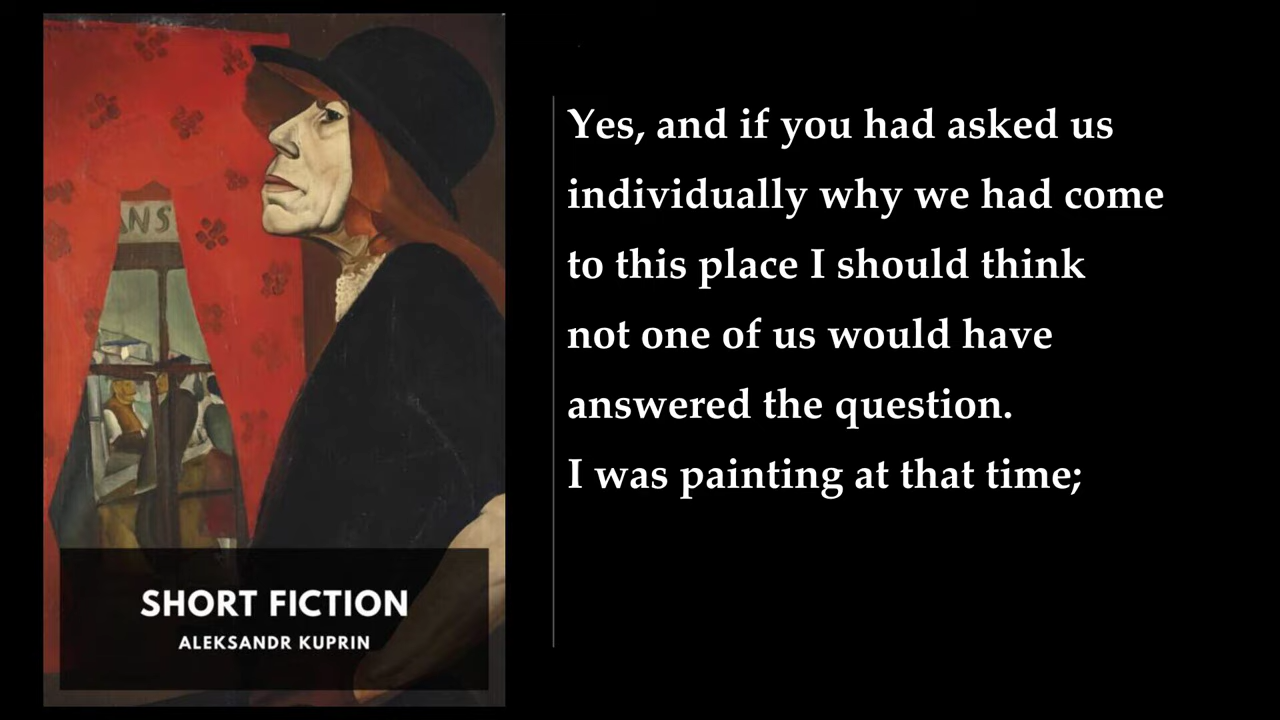 ANS
SHORT FICTION
ALEKSANDR KUPRIN
Yes, and if you had asked us
individually why we had come
to this place I should think
not one of us would have
answered the question.
I was painting at that time;